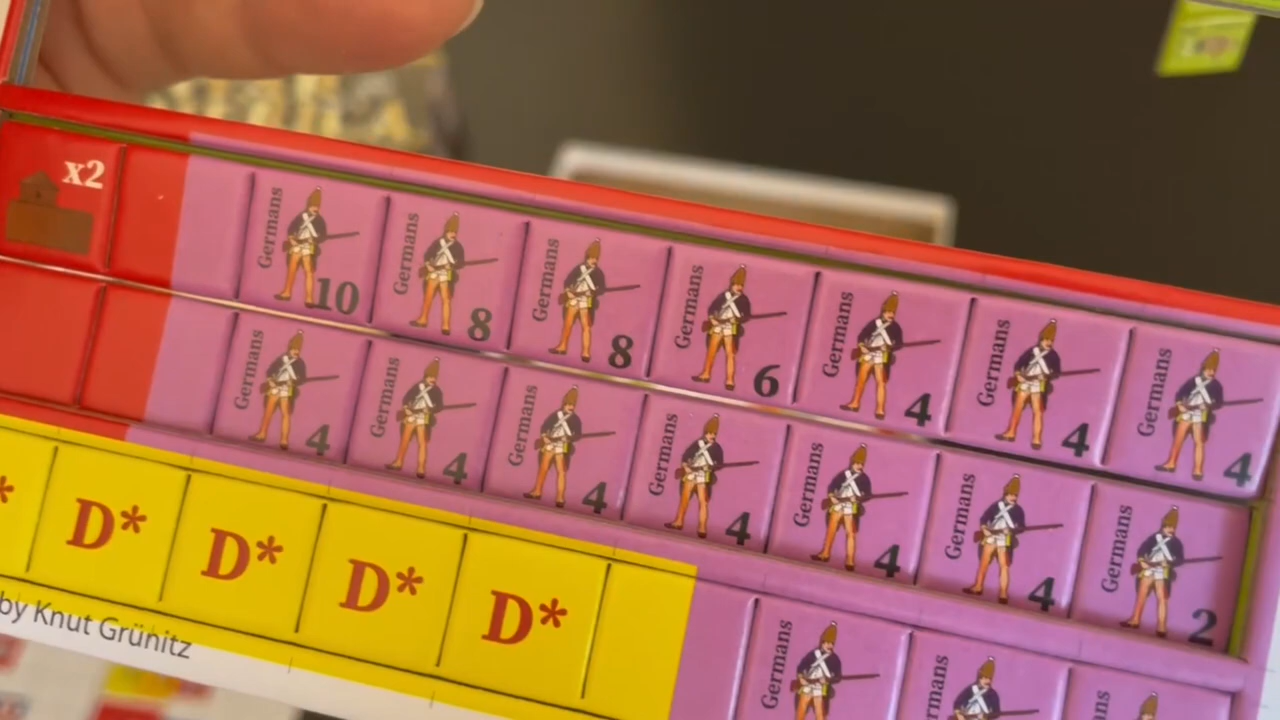 x2
Germans 10 Germans 8 Germans 8 Germans 6 Germans 4 Germans 4 Germans 4
Germans 4 Germans 4 Germans 4 Germans 4 Germans 4 Germans 4 Germans 2
* D* D* D* D*
Germans Germans
by Knut Grünitz